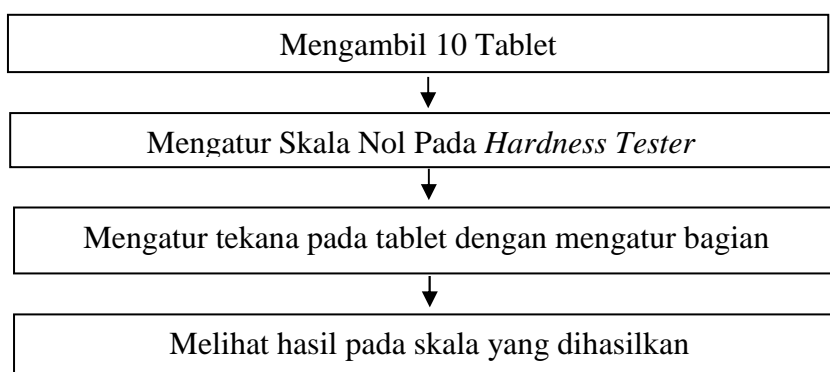 Mengambil 10 Tablet
Mengatur Skala Nol Pada Hardness Tester
Mengatur tekana pada tablet dengan mengatur bagian
Melihat hasil pada skala yang dihasilkan